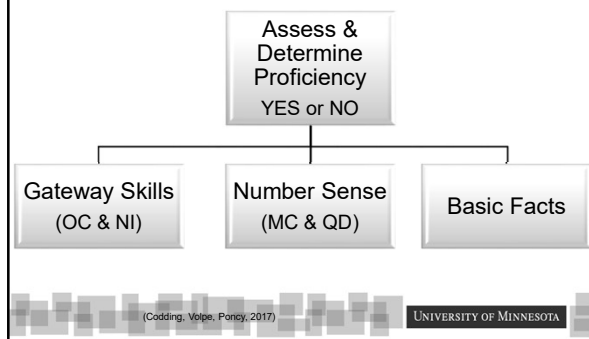 Assess &
Determine
Proficiency
YES or NO
Gateway Skills
(OC & NI)
Number Sense
(MC & QD)
Basic Facts
(Codding, Volpe, Poncy, 2017)
UNIVERSITY OF MINNESOTA